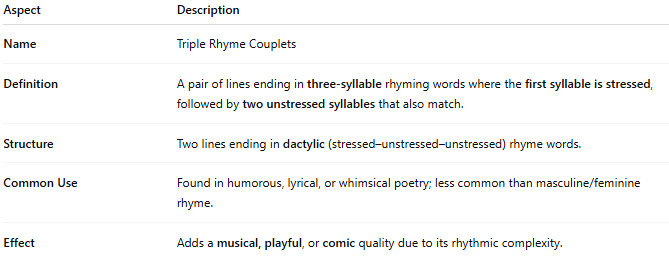 Aspect Description
Name Triple Rhyme Couplets
Definition A pair of lines ending in three-syllable rhyming words where the first syllable is stressed,
followed by two unstressed syllables that also match.
Structure Two lines ending in dactylic (stressed–unstressed–unstressed) rhyme words.
Common Use Found in humorous, lyrical, or whimsical poetry; less common than masculine/feminine
rhyme.
Effect Adds a musical, playful, or comic quality due to its rhythmic complexity.